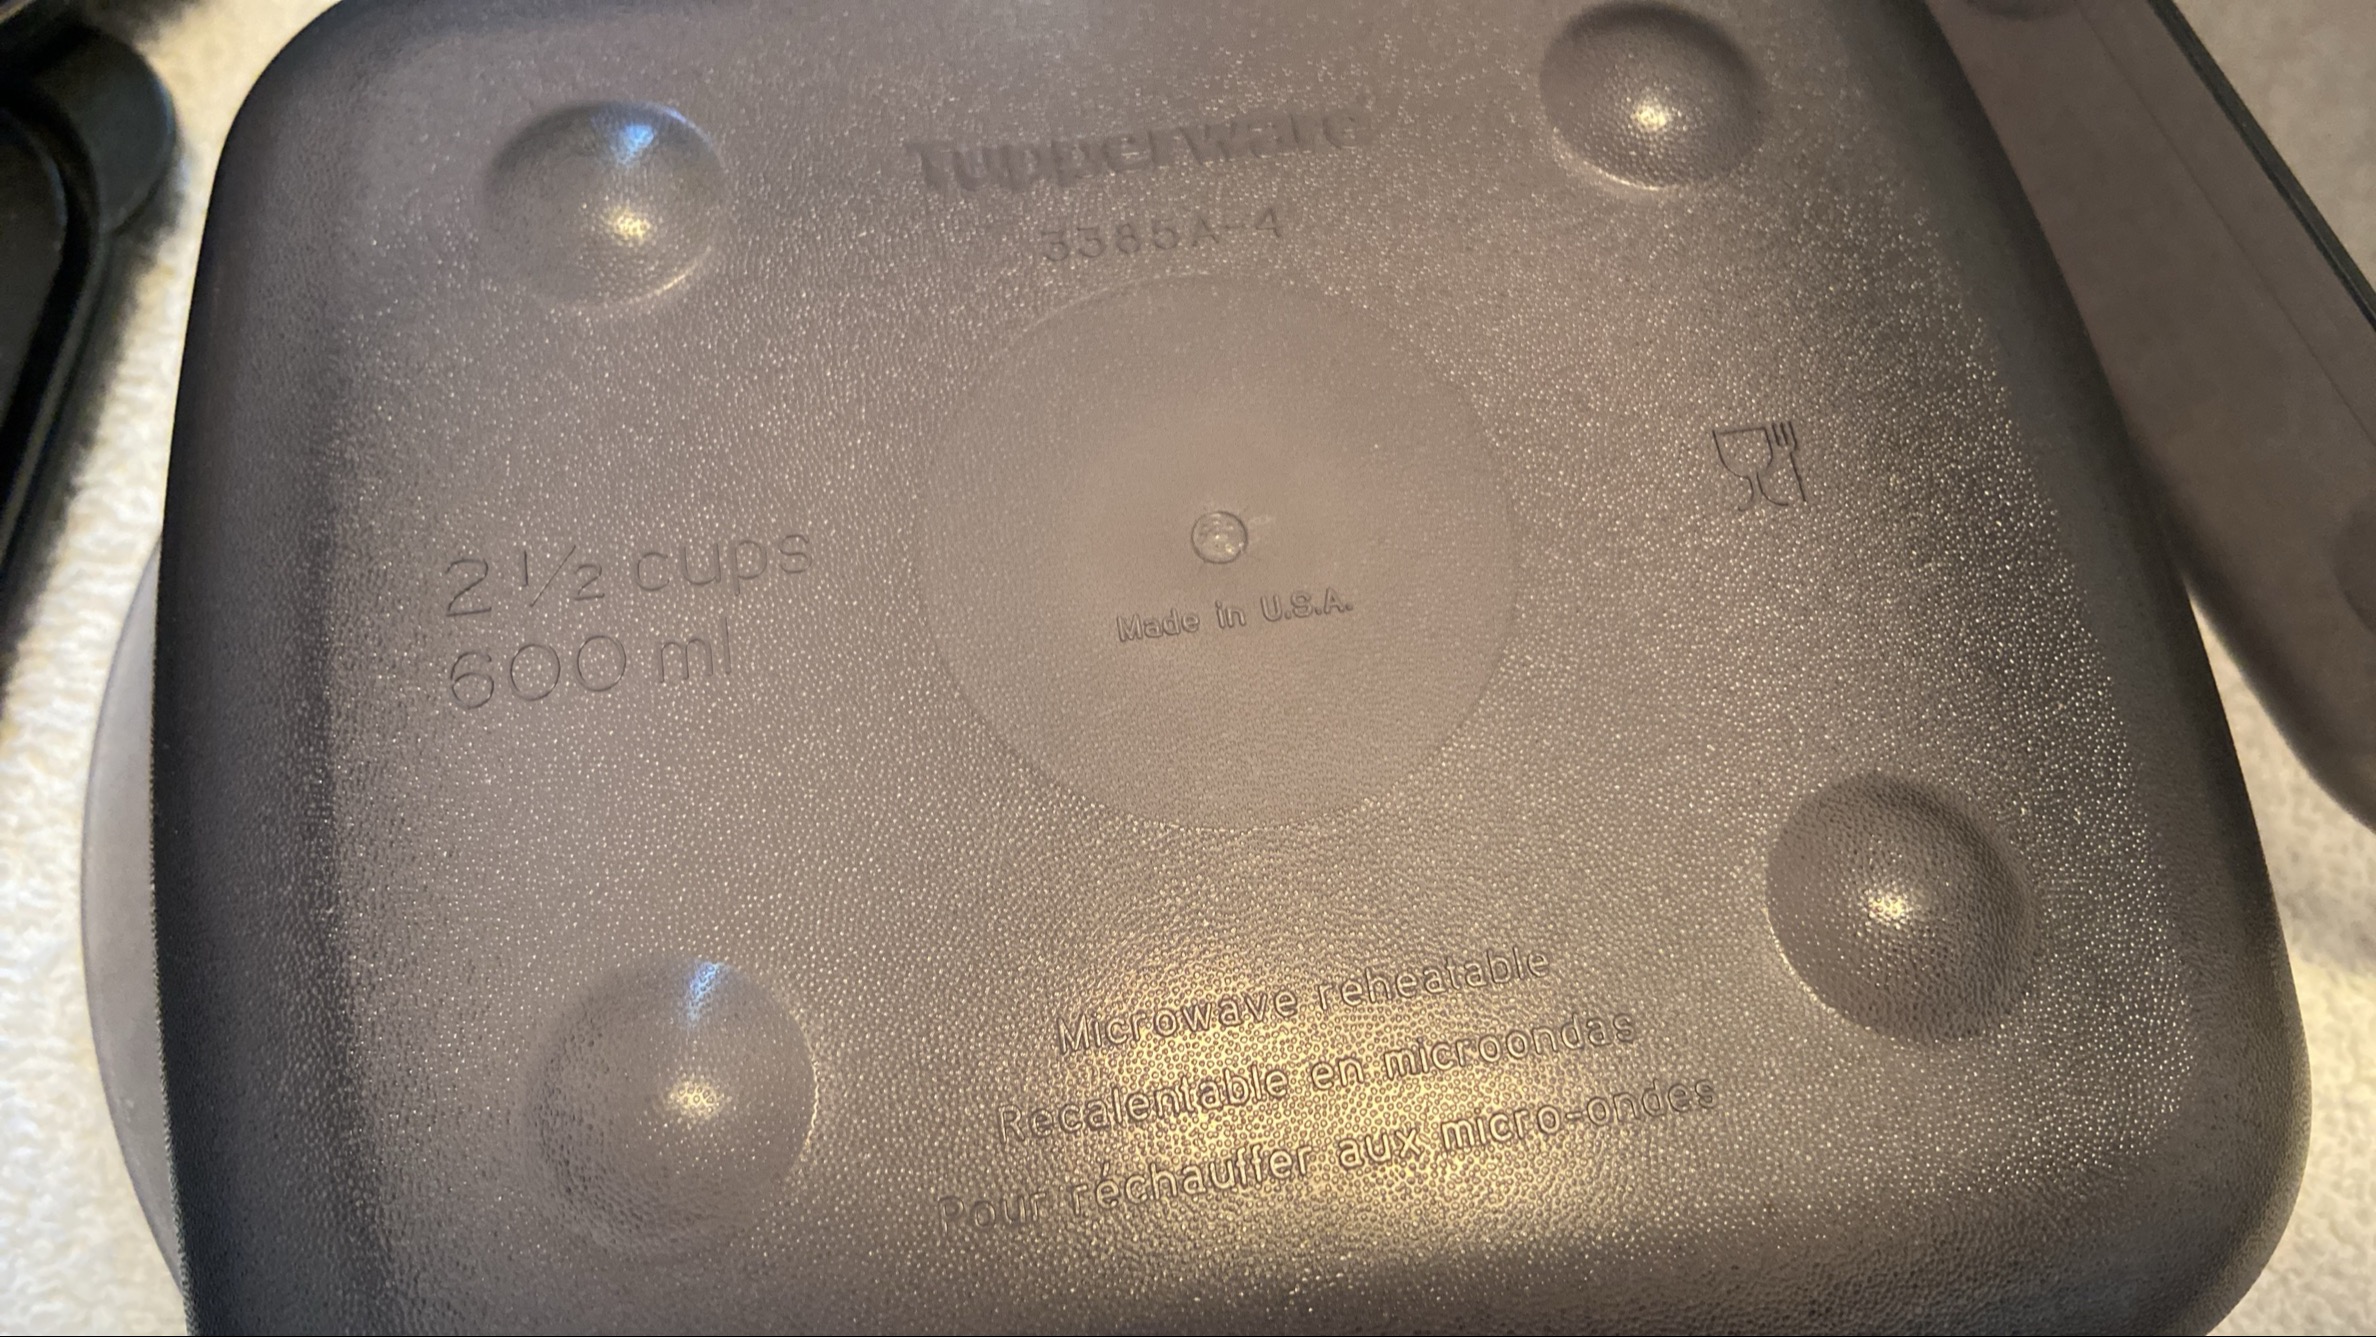 Tupperware
3385A-4
2 1/2 cups
600 ml
Made in U.S.A.
Microwave reheatable
Recalentable en microondas
Pour réchauffer aux micro-ondes